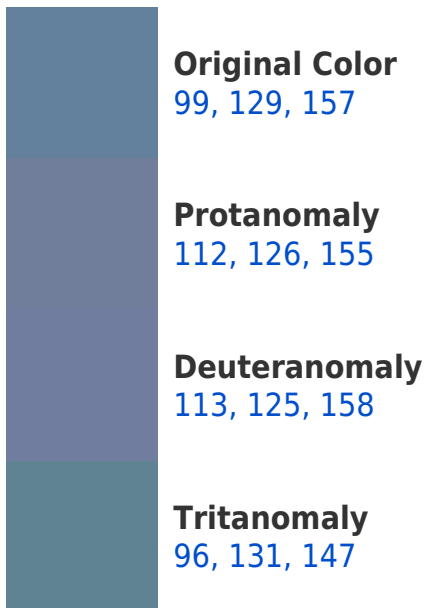 Original Color
99, 129, 157
Protanomaly
112, 126, 155
Deuteranomaly
113, 125, 158
Tritanomaly
96, 131, 147